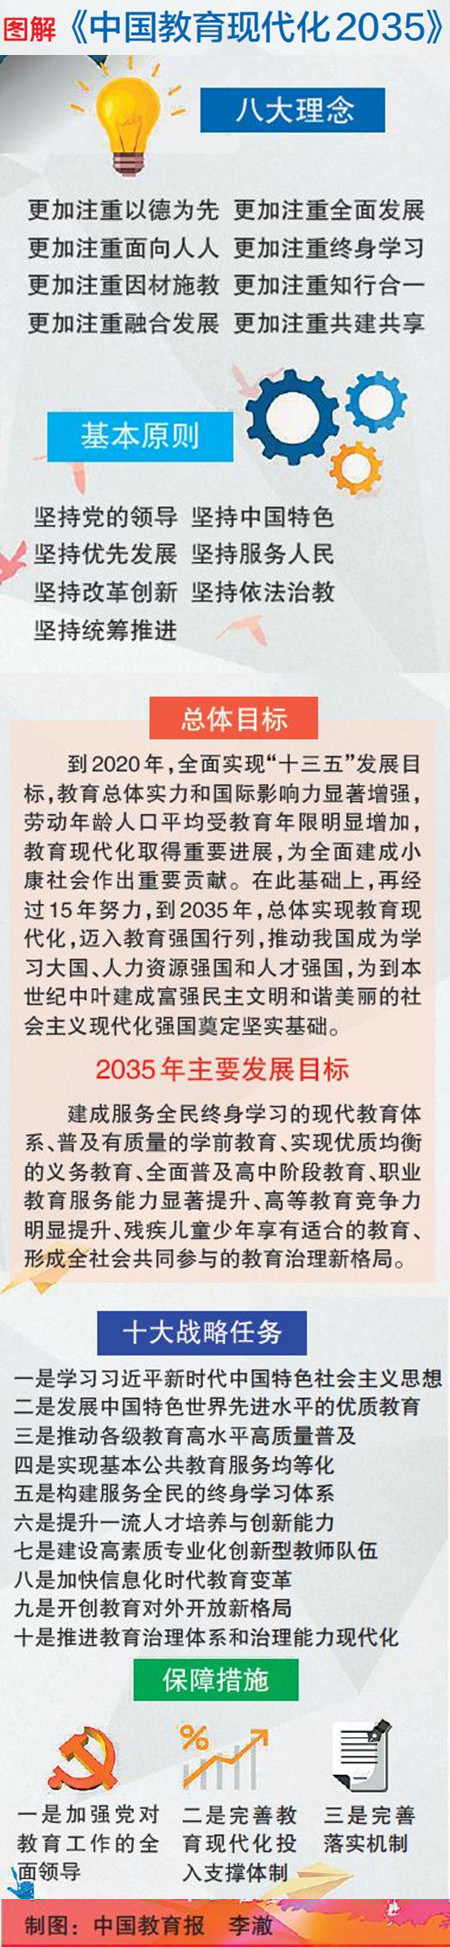 图解《中国教育现代化2035》
八大理念
更加注重以德为先 更加注重全面发展
更加注重面向人人 更加注重终身学习
更加注重因材施教 更加注重知行合一
更加注重融合发展 更加注重共建共享
基本原则
坚持党的领导 坚持中国特色
坚持优先发展 坚持服务人民
坚持改革创新 坚持依法治教
坚持统筹推进
总体目标
到2020年,全面实现“十三五”发展目
标,教育总体实力和国际影响力显著增强,
劳动年龄人口平均受教育年限明显增加,
教育现代化取得重要进展,为全面建成小
康社会作出重要贡献。在此基础上,再经
过15年努力,到2035年,总体实现教育现
代化,迈入教育强国行列,推动我国成为学
习大国、人力资源强国和人才强国,为到本
世纪中叶建成富强民主文明和谐美丽的社
会主义现代化强国奠定坚实基础。
2035年主要发展目标
建成服务全民终身学习的现代教育体
系、普及有质量的学前教育、实现优质均衡
的义务教育、全面普及高中阶段教育、职业
教育服务能力显著提升、高等教育竞争力
明显提升、残疾儿童少年享有适合的教育、
形成全社会共同参与的教育治理新格局。
十大战略任务
一是学习习近平新时代中国特色社会主义思想
二是发展中国特色世界先进水平的优质教育
三是推动各级教育高水平高质量普及
四是实现基本公共教育服务均等化
五是构建服务全民的终身学习体系
六是提升一流人才培养与创新能力
七是建设高素质专业化创新型教师队伍
八是加快信息化时代教育变革
九是开创教育对外开放新格局
十是推进教育治理体系和治理能力现代化
保障措施
%
一是加强党对
教育工作的全
面领导
二是完善教
育现代化投
入支撑体制
三是完善
落实机制
制图：中国教育报 李澈